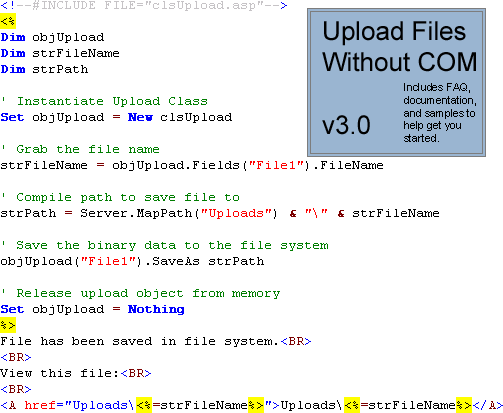 <!--#INCLUDE FILE="clsUpload.asp"-->
<%
Dim objUpload
Dim strFileName
Dim strPath
' Instantiate Upload Class
Set objUpload = New clsUpload
' Grab the file name
strFileName = objUpload.Fields("File1").FileName
' Compile path to save file to
strPath = Server.MapPath("Uploads") & "\" & strFileName
' Save the binary data to the file system
objUpload("File1").SaveAs strPath
' Release upload object from memory
Set objUpload = Nothing
%>
File has been saved in file system.<BR>
<BR>
View this file:<BR>
<BR>
<A href="Uploads\<%=strFileName%>">Uploads\<%=strFileName%></A>
Upload Files
Without COM
Includes FAQ,
documentation,
and samples to
help get you
started.
v3.0